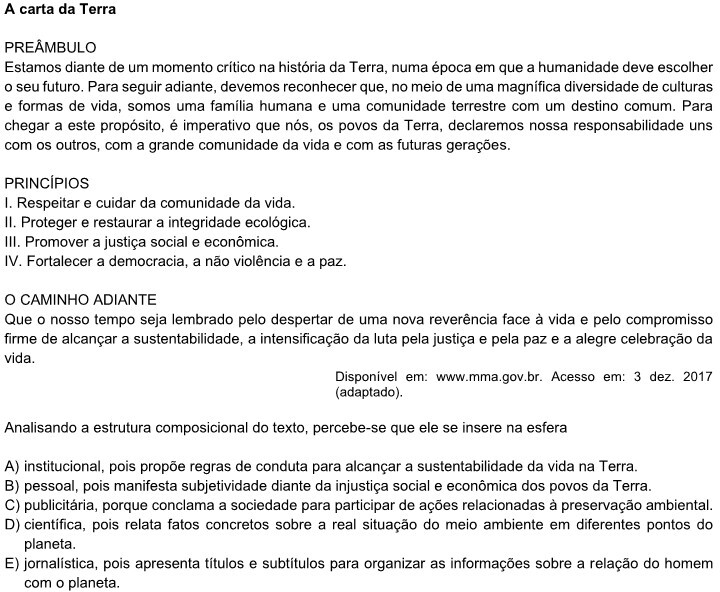 A carta da Terra
PREÂMBULO
Estamos diante de um momento crítico na história da Terra, numa época em que a humanidade deve escolher
o seu futuro. Para seguir adiante, devemos reconhecer que, no meio de uma magnífica diversidade de culturas
e formas de vida, somos uma família humana e uma comunidade terrestre com um destino comum. Para
chegar a este propósito, é imperativo que nós, os povos da Terra, declaremos nossa responsabilidade uns
com os outros, com a grande comunidade da vida e com as futuras gerações.
PRINCÍPIOS
I. Respeitar e cuidar da comunidade da vida.
II. Proteger e restaurar a integridade ecológica.
III. Promover a justiça social e econômica.
IV. Fortalecer a democracia, a não violência e a paz.
O CAMINHO ADIANTE
Que o nosso tempo seja lembrado pelo despertar de uma nova reverência face à vida e pelo compromisso
firme de alcançar a sustentabilidade, a intensificação da luta pela justiça e pela paz e a alegre celebração da
vida.
Disponível em: www.mma.gov.br. Acesso em: 3 dez. 2017
(adaptado).
Analisando a estrutura composicional do texto, percebe-se que ele se insere na esfera
A) institucional, pois propõe regras de conduta para alcançar a sustentabilidade da vida na Terra.
B) pessoal, pois manifesta subjetividade diante da injustiça social e econômica dos povos da Terra.
C) publicitária, porque conclama a sociedade para participar de ações relacionadas à preservação ambiental.
D) científica, pois relata fatos concretos sobre a real situação do meio ambiente em diferentes pontos do
planeta.
E) jornalística, pois apresenta títulos e subtítulos para organizar as informações sobre a relação do homem
com o planeta.